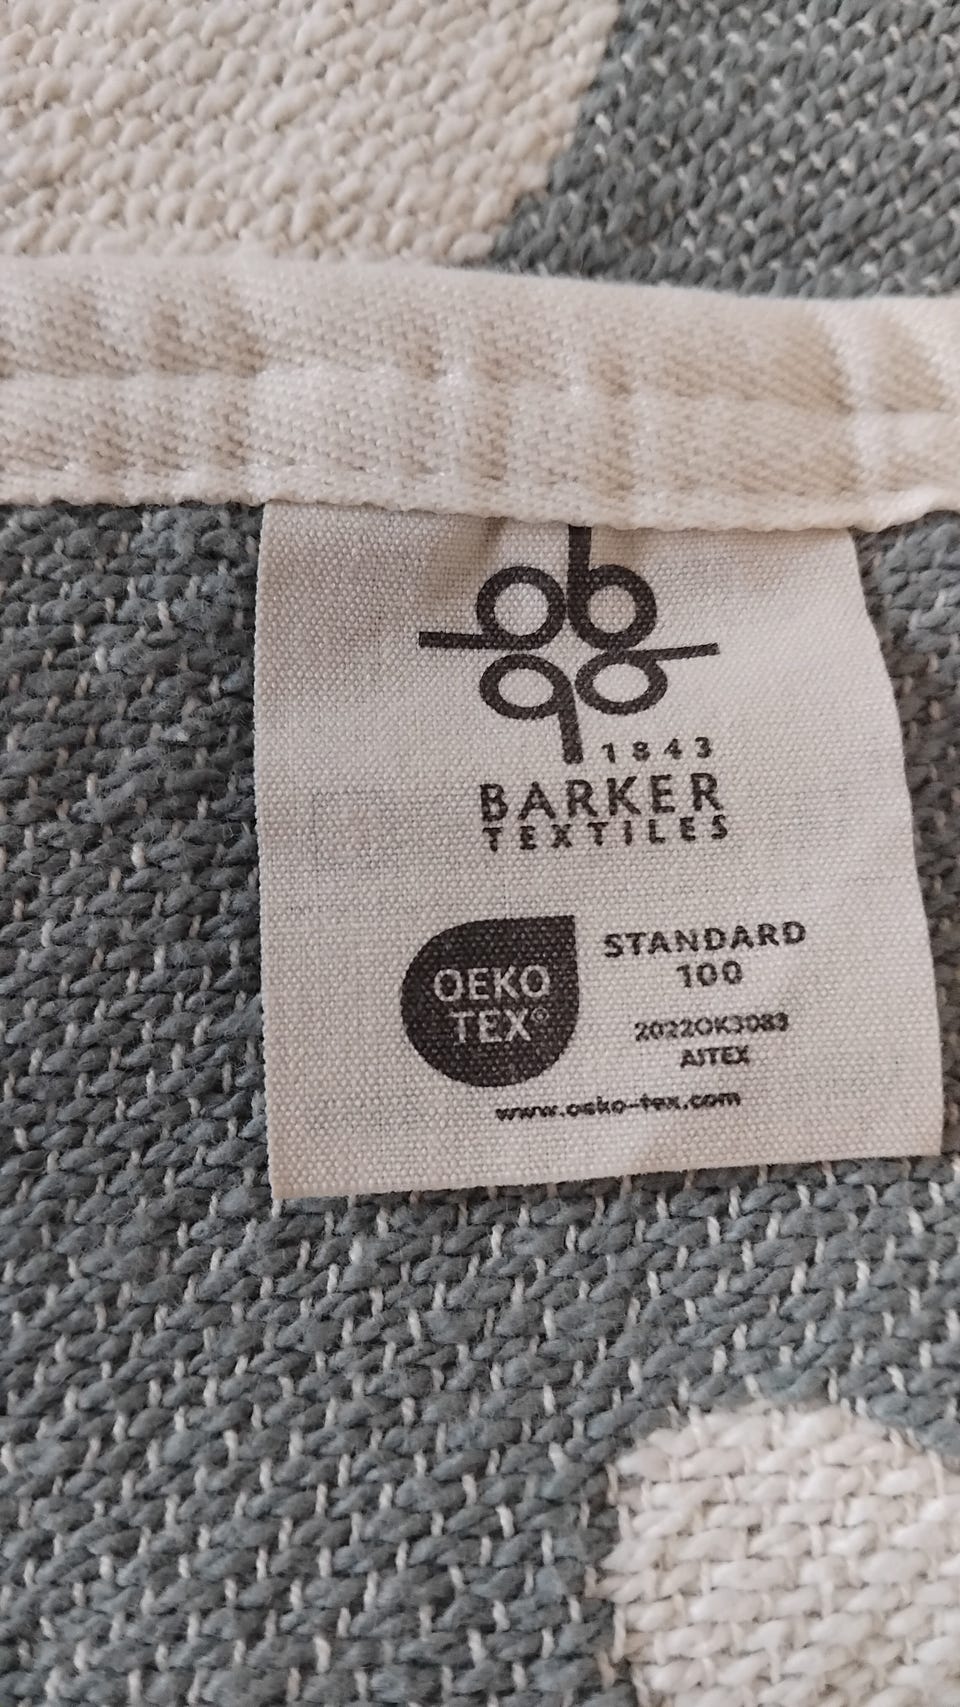 1843
BARKER
TEXTILES
OEKO
TEX®
STANDARD
100
2022OK3083
AITEX
www.oeko-tex.com